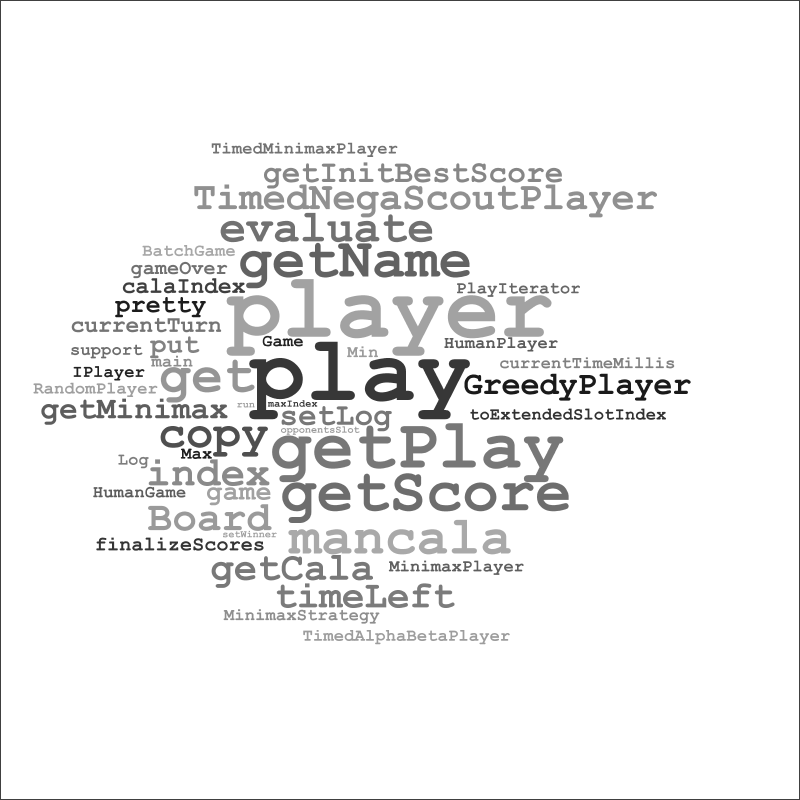 TimedMinimaxPlayer
getInitBestScore
TimedNegaScoutPlayer
evaluate
BatchGame
getName
gameOver
calaIndex
PlayIterator
pretty
player
currentTurn
Game
HumanPlayer
support
put
Min
main
currentTimeMillis
IPlayer
get
play
GreedyPlayer
RandomPlayer
run
maxIndex
getMinimax
setLog
toExtendedSlotIndex
opponentsSlot
copy
getPlay
Max
Log
index
HumanGame
game
getScore
Board
setWinner
finalizeScores
mancala
getCala
MinimaxPlayer
timeLeft
MinimaxStrategy
TimedAlphaBetaPlayer